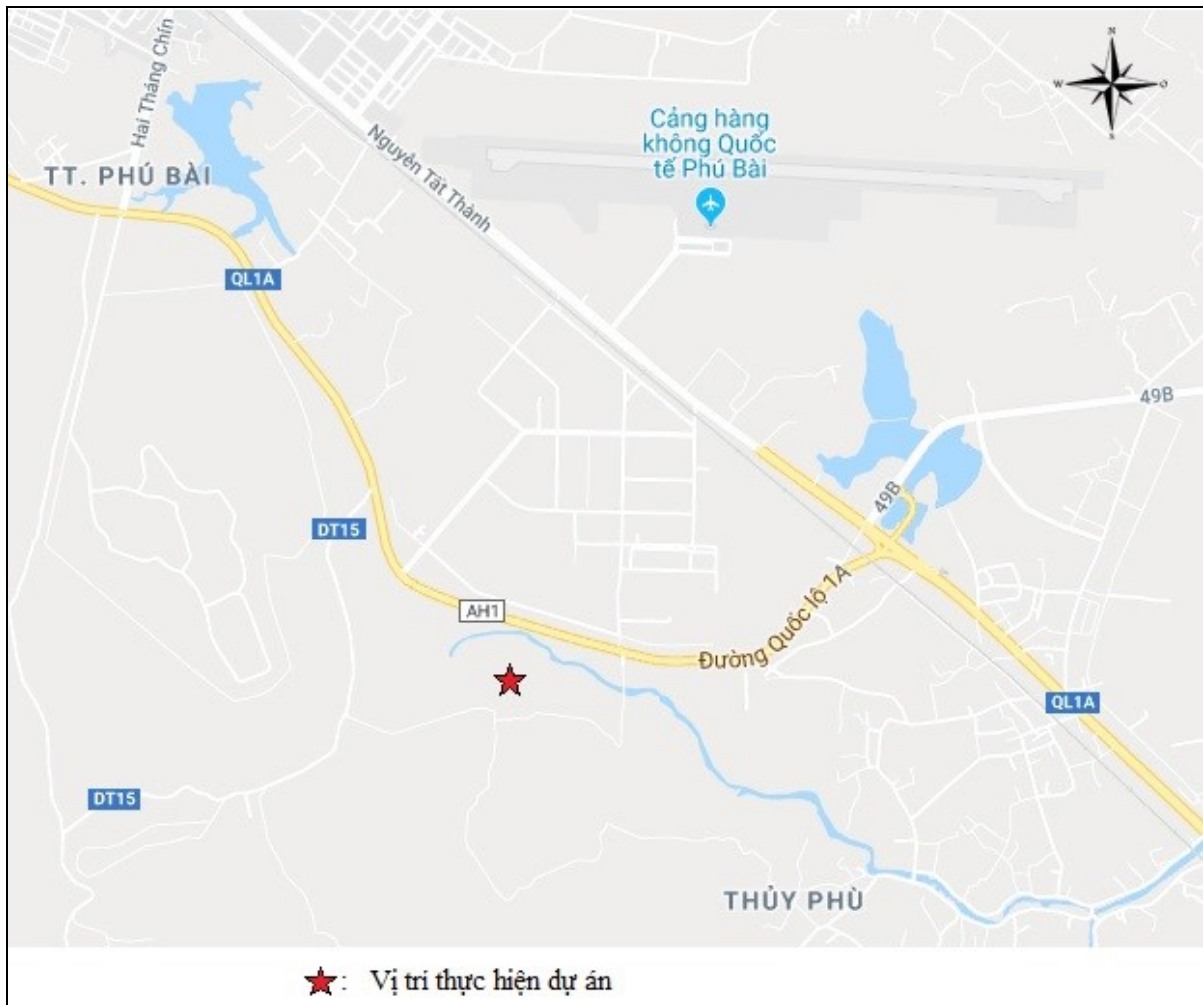 N
W
O
S
Hai Tháng Chín
Nguyễn Tất Thành
Cảng hàng
không Quốc
tế Phú Bài
TT. PHÚ BÀI
QL1A
49B
49B
DT15
AH1
Đường Quốc lộ 1A
QL1A
DT15
THỦY PHÙ
: Vị trí thực hiện dự án